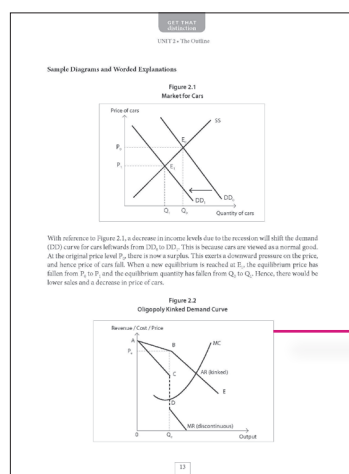 GET THAT
distinction
UNIT 2 • The Outline
Sample Diagrams and Worded Explanations
Figure 2.1
Market for Cars
Price of cars
SS
E₀
P₀
P₁
E₁
DD₁
DD₀
Q₁
Q₀
Quantity of cars
With reference to Figure 2.1, a decrease in income levels due to the recession will shift the demand
(DD) curve for cars leftwards from DD₀ to DD₁. This is because cars are viewed as a normal good.
At the original price level P₀, there is now a surplus. This exerts a downward pressure on the price,
and hence price of cars fall. When a new equilibrium is reached at E₁, the equilibrium price has
fallen from P₀ to P₁ and the equilibrium quantity has fallen from Q₀ to Q₁. Hence, there would be
lower sales and a decrease in price of cars.
Figure 2.2
Oligopoly Kinked Demand Curve
Revenue / Cost / Price
A
B
MC
P₀
AR (kinked)
C
E
D
MR (discontinuous)
0
Q₀
Output
13